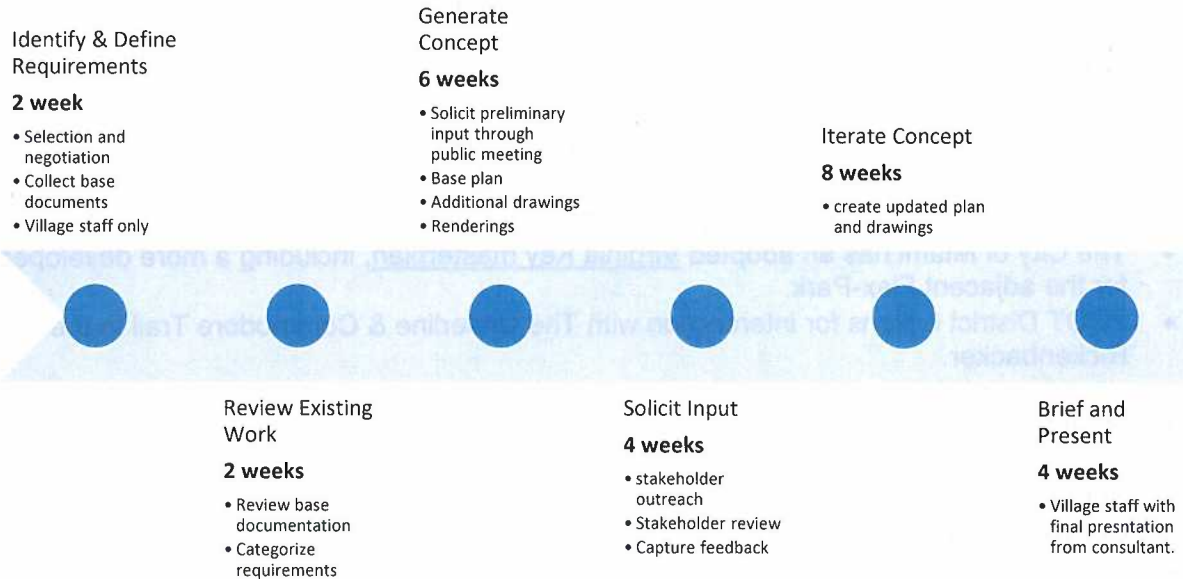 Identify & Define
Requirements
2 week
• Selection and
negotiation
• Collect base
documents
• Village staff only
Review Existing
Work
2 weeks
• Review base
documentation
• Categorize
requirements
Generate
Concept
6 weeks
• Solicit preliminary
input through
public meeting
• Base plan
• Additional drawings
• Renderings
Solicit Input
4 weeks
• stakeholder
outreach
• Stakeholder review
• Capture feedback
Iterate Concept
8 weeks
• create updated plan
and drawings
Brief and
Present
4 weeks
• Village staff with
final presntation
from consultant.